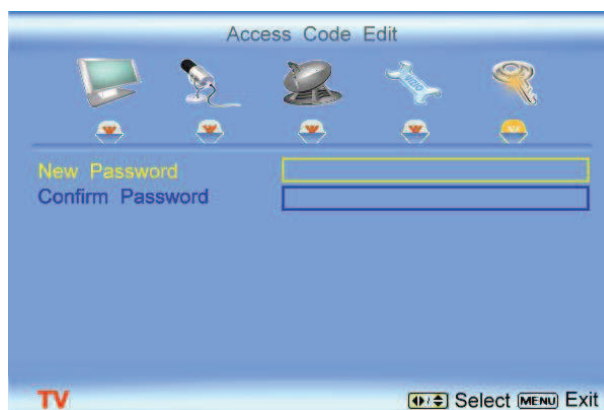 Access Code Edit
New Password
Confirm Password
TV
Select MENU Exit